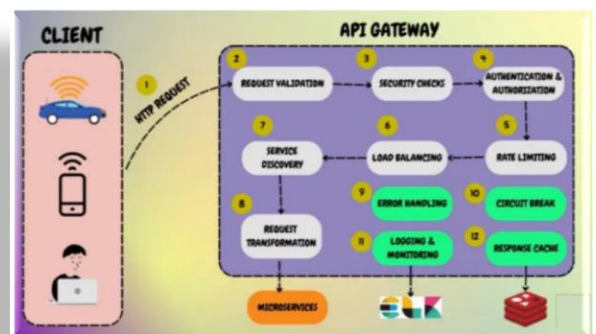 CLIENT
API GATEWAY
1
HTTP REQUEST
2
REQUEST VALIDATION
3
SECURITY CHECKS
4
AUTHENTICATION &
AUTHORIZATION
5
RATE LIMITING
6
LOAD BALANCING
7
SERVICE
DISCOVERY
8
REQUEST
TRANSFORMATION
9
ERROR HANDLING
10
CIRCUIT BREAK
11
LOGGING &
MONITORING
12
RESPONSE CACHE
MICROSERVICES